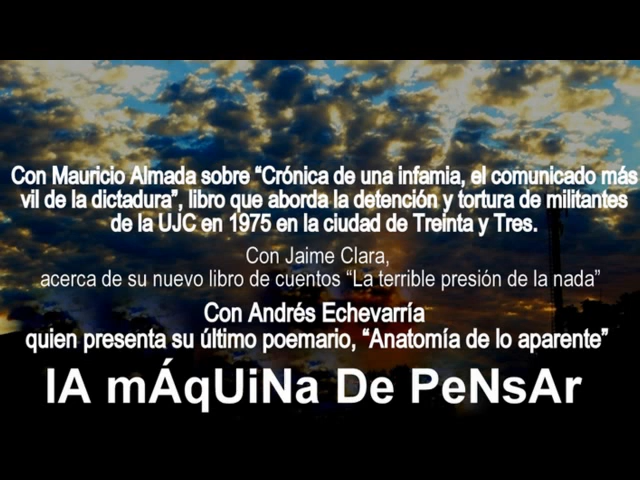 Con Mauricio Almada sobre “Crónica de una infamia, el comunicado más
vil de la dictadura”, libro que aborda la detención y tortura de militantes
de la UJC en 1975 en la ciudad de Treinta y Tres.
Con Jaime Clara,
acerca de su nuevo libro de cuentos “La terrible presión de la nada”
Con Andrés Echevarría
quien presenta su último poemario, “Anatomía de lo aparente”
lA mÁqUiNa De PeNsAr